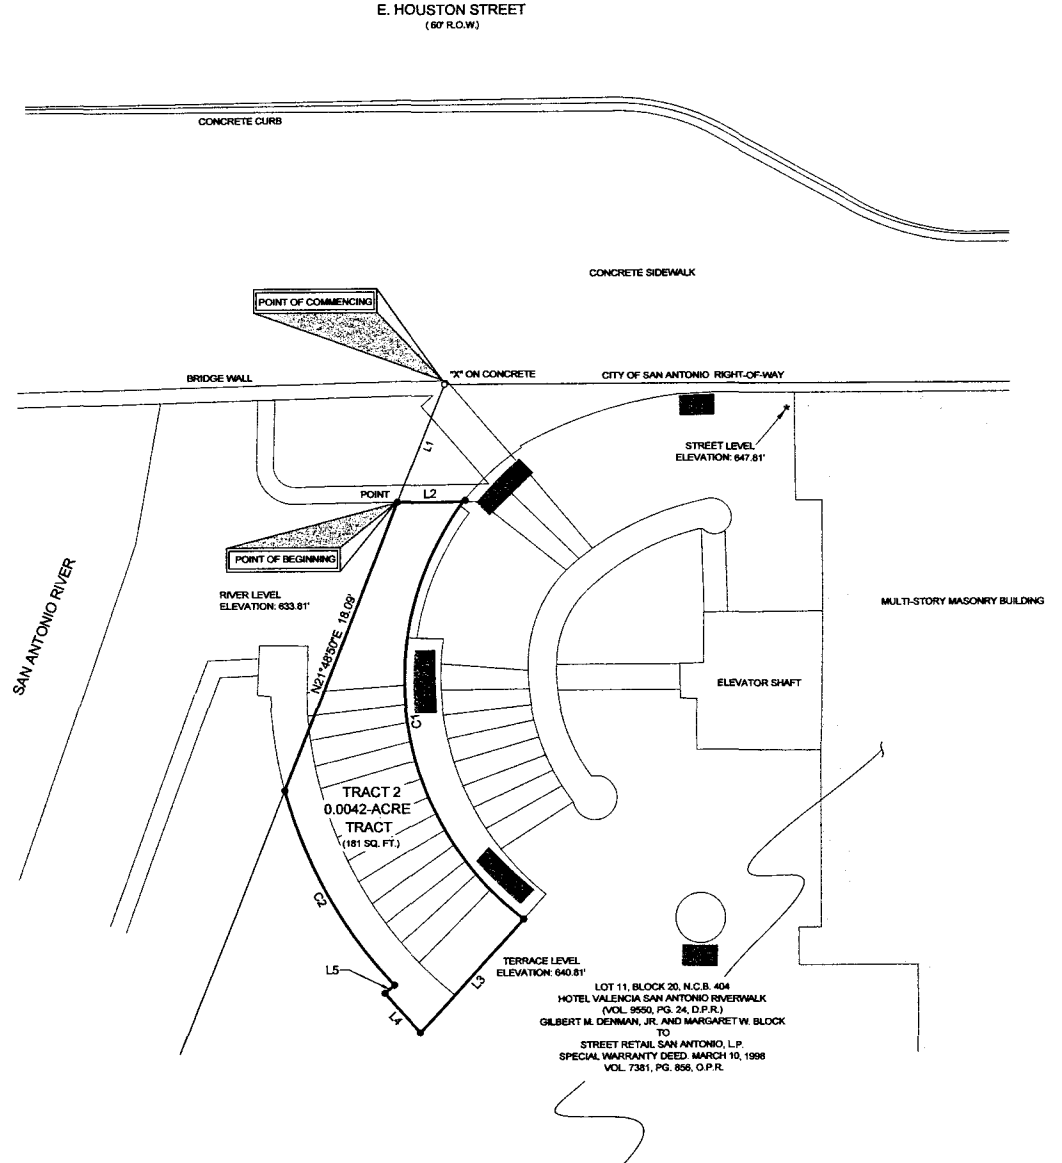 E. HOUSTON STREET
(60' R.O.W.)
CONCRETE CURB
CONCRETE SIDEWALK
POINT OF COMMENCING
"X" ON CONCRETE
BRIDGE WALL
CITY OF SAN ANTONIO RIGHT-OF-WAY
STREET LEVEL
ELEVATION: 647.81'
L1
POINT
L2
POINT OF BEGINNING
RIVER LEVEL
ELEVATION: 633.81'
N21°48'50"E 18.09'
SAN ANTONIO RIVER
MULTI-STORY MASONRY BUILDING
ELEVATOR SHAFT
C1
TRACT 2
0.0042-ACRE
TRACT
(181 SQ. FT.)
C2
L5
L4
L3
TERRACE LEVEL
ELEVATION: 640.81'
LOT 11, BLOCK 20, N.C.B. 404
HOTEL VALENCIA SAN ANTONIO RIVERWALK
(VOL. 9550, PG. 24, D.P.R.)
GILBERT M. DENMAN, JR. AND MARGARET W. BLOCK
TO
STREET RETAIL SAN ANTONIO, L.P.
SPECIAL WARRANTY DEED. MARCH 10, 1998
VOL. 7381, PG. 856, O.P.R.